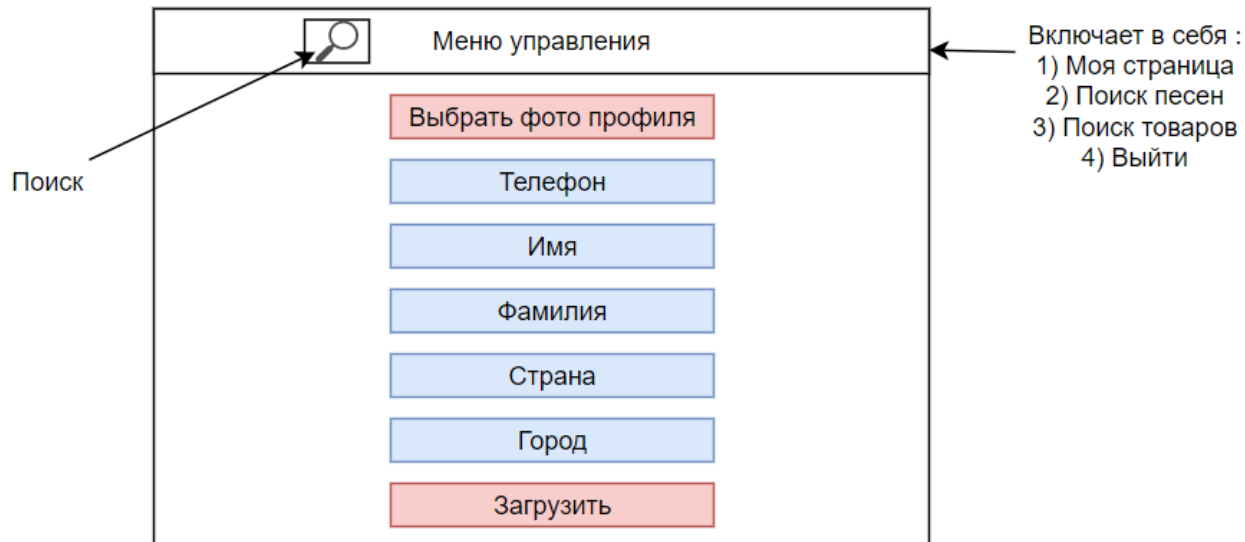 Меню управления
Включает в себя :
1) Моя страница
2) Поиск песен
3) Поиск товаров
4) Выйти
Поиск
Выбрать фото профиля
Телефон
Имя
Фамилия
Страна
Город
Загрузить